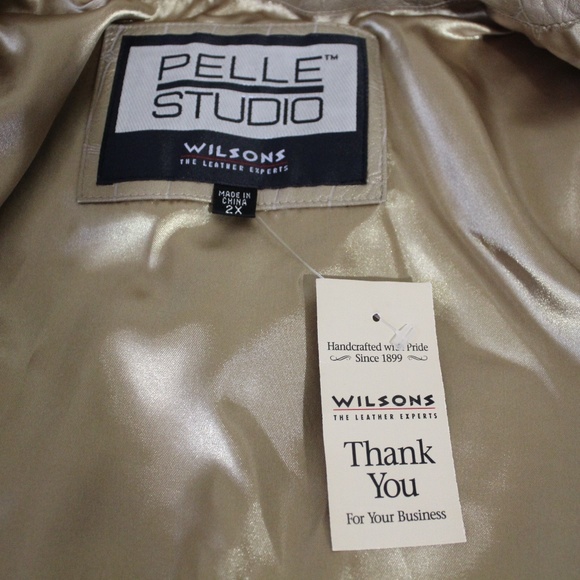 PELLE™
STUDIO
WILSONS
THE LEATHER EXPERTS
MADE IN
CHINA
2X
Handcrafted with Pride
Since 1899
WILSONS
THE LEATHER EXPERTS
Thank
You
For Your Business